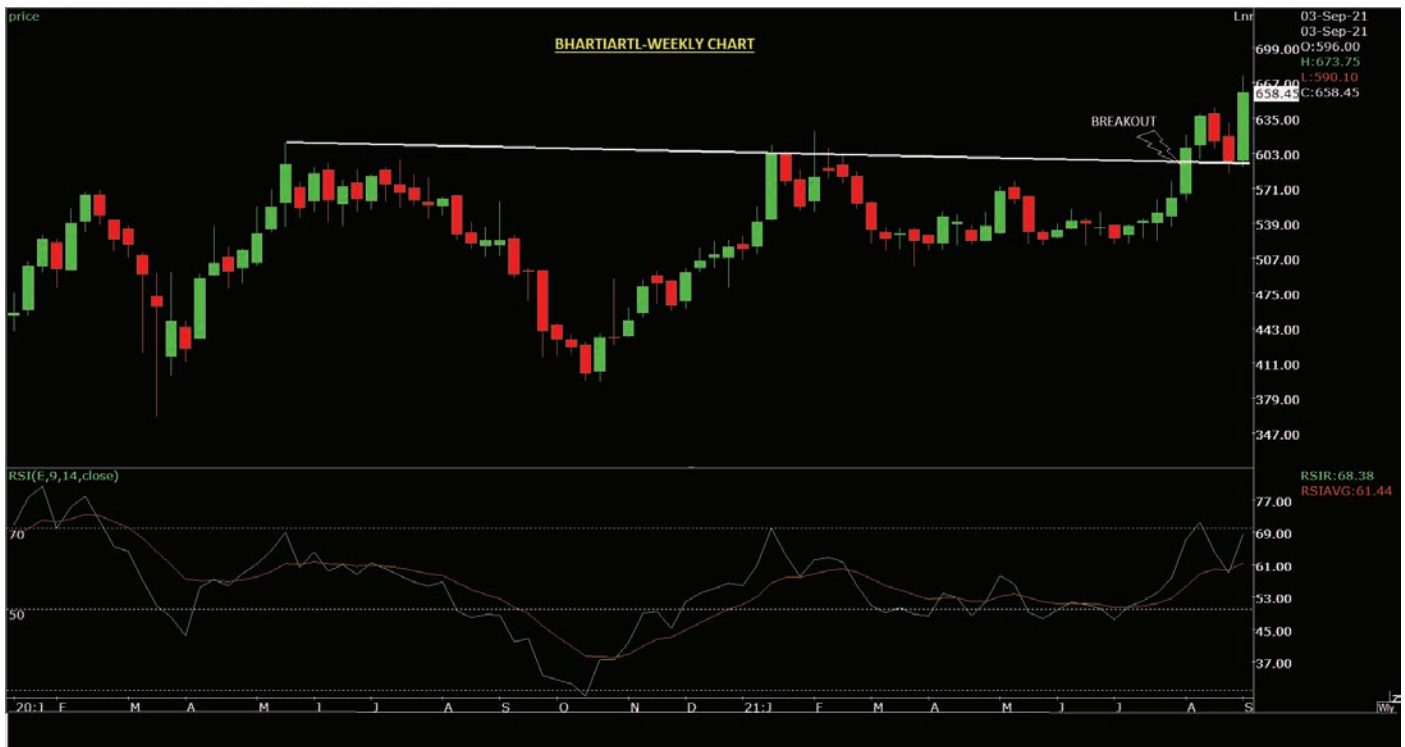 price
Lnr
03-Sep-21
03-Sep-21
BHARTIARTL-WEEKLY CHART
699.00
O:596.00
H:673.75
667.00
L:590.10
658.45
C:658.45
BREAKOUT
635.00
603.00
571.00
539.00
507.00
475.00
443.00
411.00
379.00
347.00
RSI(E,9,14,close)
RSIR:68.38
RSIAVG:61.44
77.00
70
69.00
61.00
53.00
50
45.00
37.00
20:J F M A M J J A S O N D 21:J F M A M J J A S
Wly